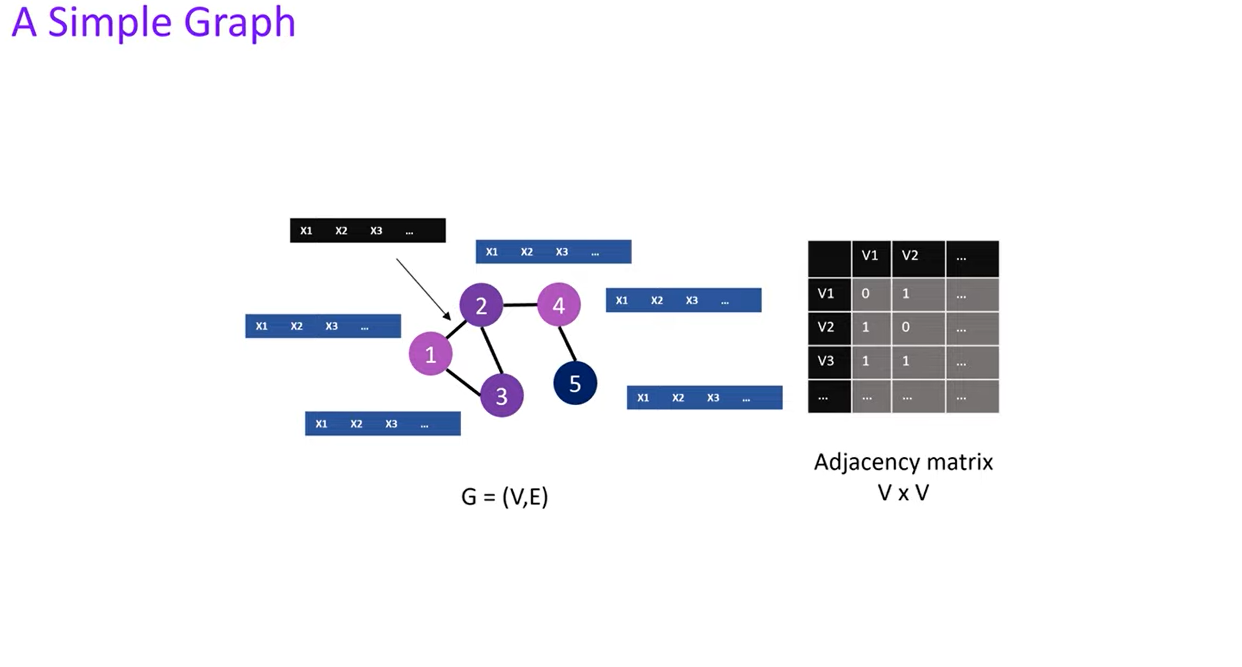 A Simple Graph
X1 X2 X3 ...
X1 X2 X3 ...
X1 X2 X3 ...
X1 X2 X3 ...
X1 X2 X3 ...
X1 X2 X3 ...
2
4
1
5
3
G = (V,E)
V1 V2 ...
V1 0 1 ...
V2 1 0 ...
V3 1 1 ...
... ... ... ...
Adjacency matrix
V x V